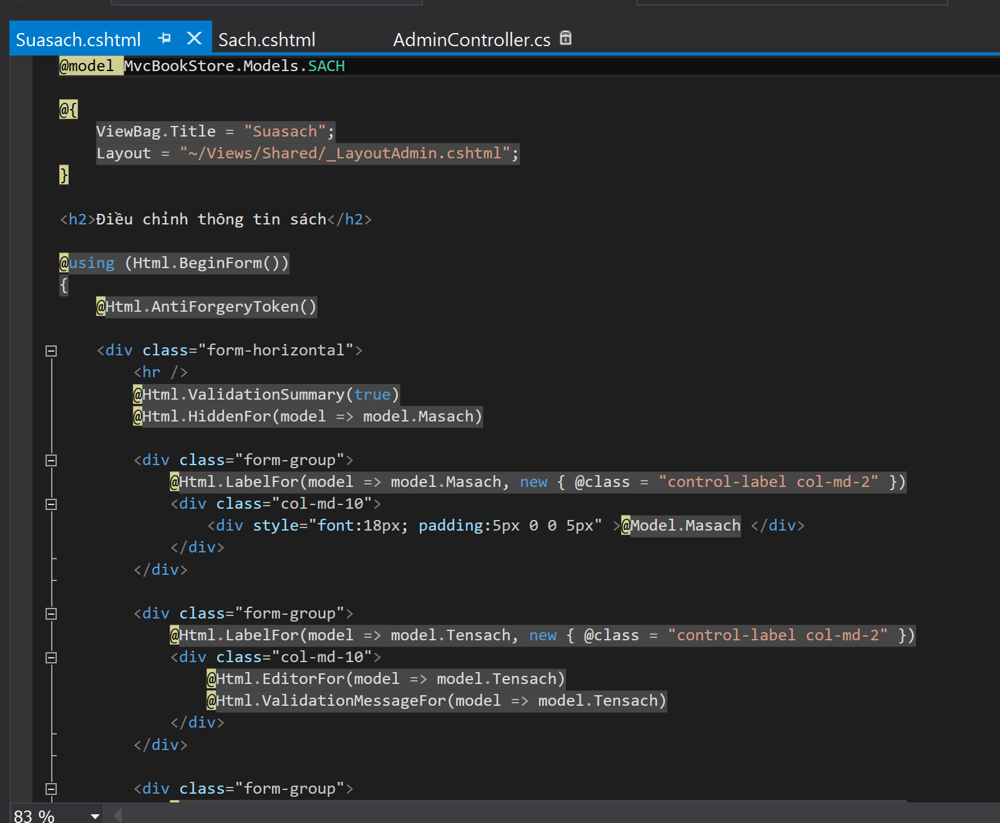 Suasach.cshtml Sach.cshtml AdminController.cs
@model MvcBookStore.Models.SACH
@{
ViewBag.Title = "Suasach";
Layout = "~/Views/Shared/_LayoutAdmin.cshtml";
}
<h2>Điều chỉnh thông tin sách</h2>
@using (Html.BeginForm())
{
@Html.AntiForgeryToken()
<div class="form-horizontal">
<hr />
@Html.ValidationSummary(true)
@Html.HiddenFor(model => model.Masach)
<div class="form-group">
@Html.LabelFor(model => model.Masach, new { @class = "control-label col-md-2" })
<div class="col-md-10">
<div style="font:18px; padding:5px 0 0 5px" >@Model.Masach </div>
</div>
</div>
<div class="form-group">
@Html.LabelFor(model => model.Tensach, new { @class = "control-label col-md-2" })
<div class="col-md-10">
@Html.EditorFor(model => model.Tensach)
@Html.ValidationMessageFor(model => model.Tensach)
</div>
</div>
<div class="form-group">
83 %